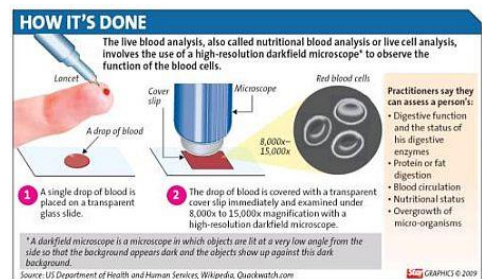 HOW IT'S DONE
The live blood analysis, also called nutritional blood analysis or live cell analysis,
involves the use of a high-resolution darkfield microscope* to observe the
function of the blood cells.
Lancet
A drop of blood
Cover
slip
Microscope
8,000x–
15,000x
Red blood cells
1 A single drop of blood is
placed on a transparent
glass slide.
2 The drop of blood is covered with a transparent
cover slip immediately and examined under
8,000x to 15,000x magnification with a
high-resolution darkfield microscope.
Practitioners say they
can assess a person's:
• Digestive function
and the status of
his digestive
enzymes
• Protein or fat
digestion
• Blood circulation
• Nutritional status
• Overgrowth of
micro-organisms
* A darkfield microscope is a microscope in which objects are lit at a very low angle from the
side so that the background appears dark and the objects show up against this dark
background.
Source: US Department of Health and Human Services, Wikipedia, Quackwatch.com
Star GRAPHICS © 2009